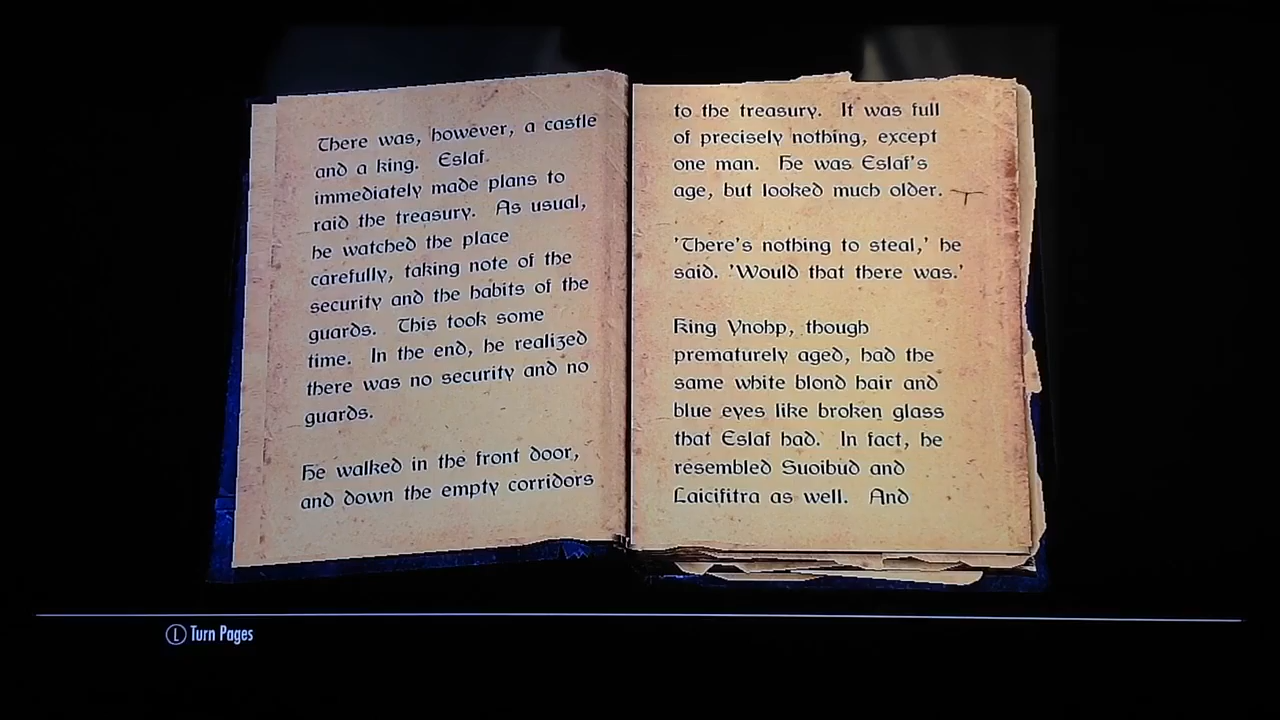 There was, however, a castle
and a king.  Eslaf
immediately made plans to
raid the treasury.  As usual,
he watched the place
carefully, taking note of the
security and the habits of the
guards.  This took some
time.  In the end, he realized
there was no security and no
guards.
He walked in the front door,
and down the empty corridors
to the treasury.  It was full
of precisely nothing, except
one man.  He was Eslaf's
age, but looked much older.
'There's nothing to steal,' he
said. 'Would that there was.'
King Ynohp, though
prematurely aged, had the
same white blond hair and
blue eyes like broken glass
that Eslaf had.  In fact, he
resembled Suoibud and
Laicifitra as well.  And
L Turn Pages